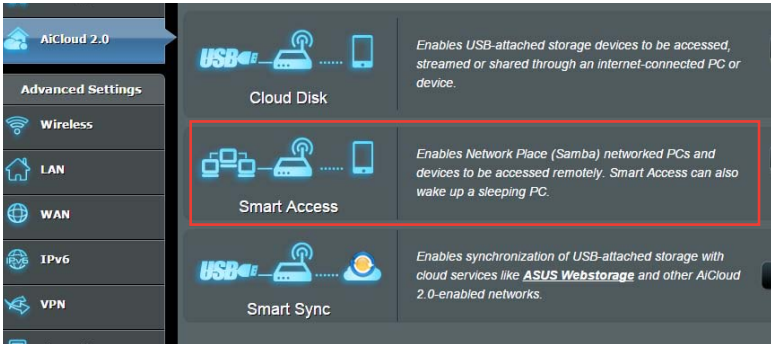 AiCloud 2.0
Advanced Settings
Wireless
LAN
WAN
IPv6
IPv6
VPN
USB
Cloud Disk
Enables USB-attached storage devices to be accessed,
streamed or shared through an internet-connected PC or
device.
Smart Access
Enables Network Place (Samba) networked PCs and
devices to be accessed remotely. Smart Access can also
wake up a sleeping PC.
USB
Smart Sync
Enables synchronization of USB-attached storage with
cloud services like ASUS Webstorage and other AiCloud
2.0-enabled networks.